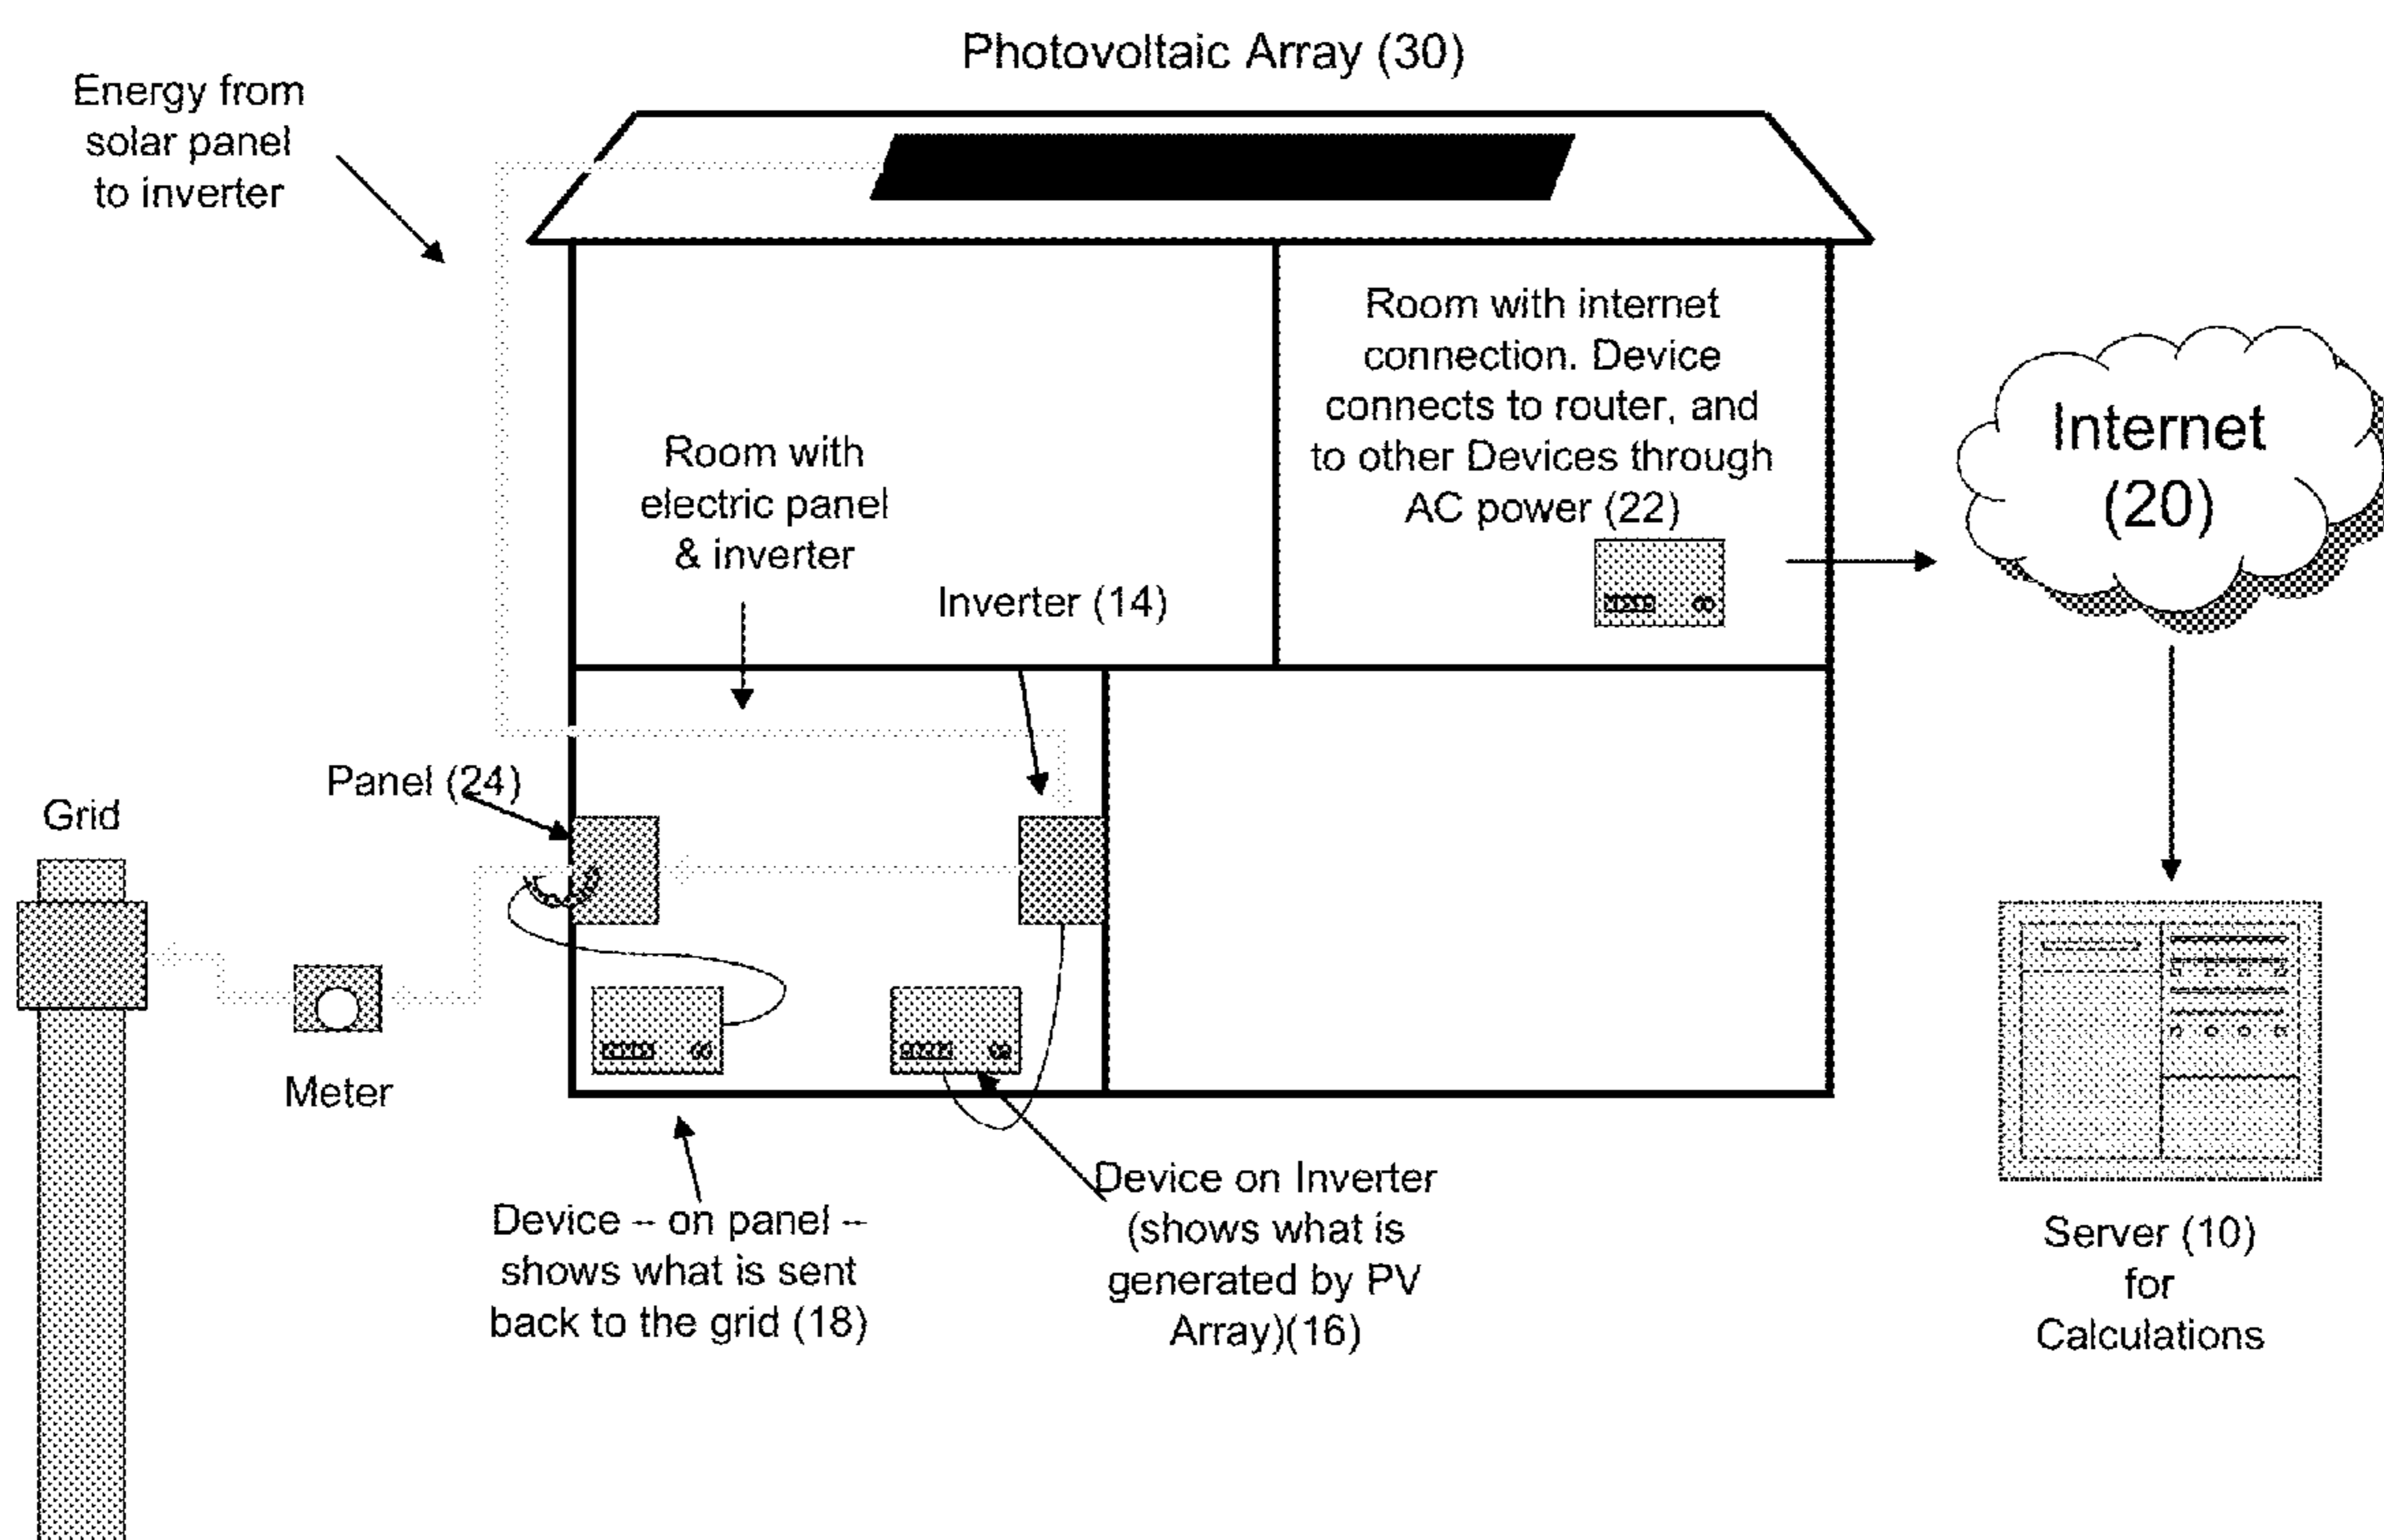 Photovoltaic Array (30)
Energy from
solar panel
to inverter
Room with internet
connection. Device
connects to router, and
to other Devices through
AC power (22)
Internet
(20)
Room with
electric panel
& inverter
Inverter (14)
Panel (24)
Grid
Meter
Device -- on panel --
shows what is sent
back to the grid (18)
Device on Inverter
(shows what is
generated by PV
Array)(16)
Server (10)
for
Calculations